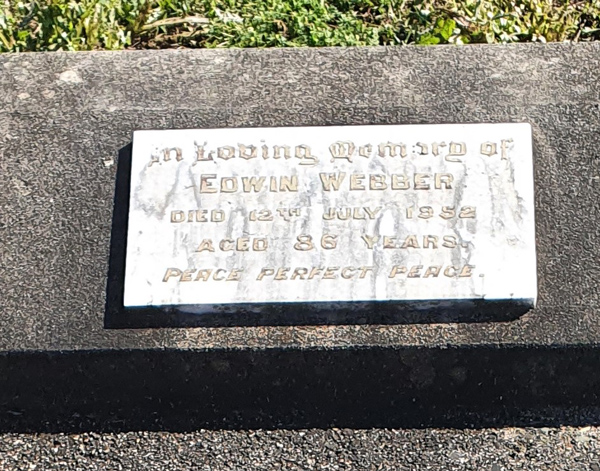 In Loving Memory of
EDWIN WEBBER
DIED 12TH JULY 1952
AGED 86 YEARS.
PEACE PERFECT PEACE.